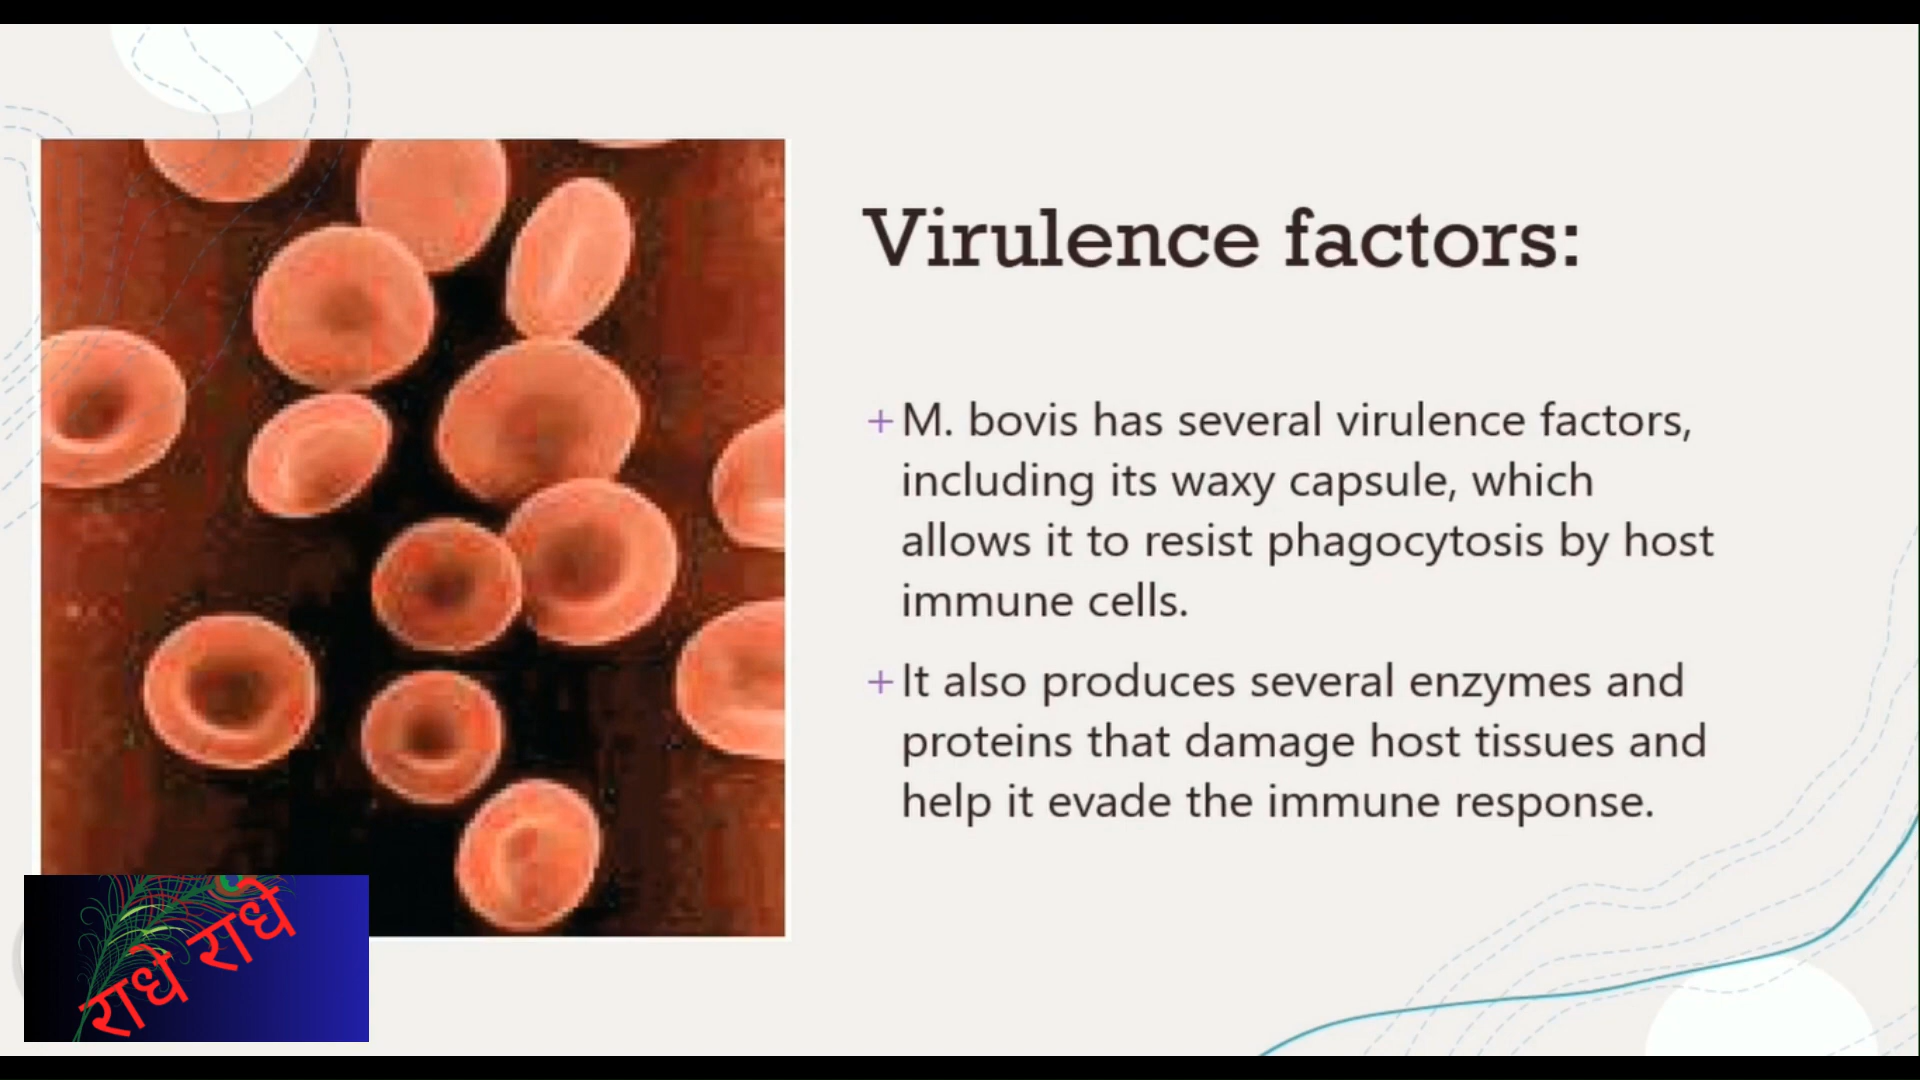 Virulence factors:
+ M. bovis has several virulence factors,
including its waxy capsule, which
allows it to resist phagocytosis by host
immune cells.
+ It also produces several enzymes and
proteins that damage host tissues and
help it evade the immune response.
राधे राधे